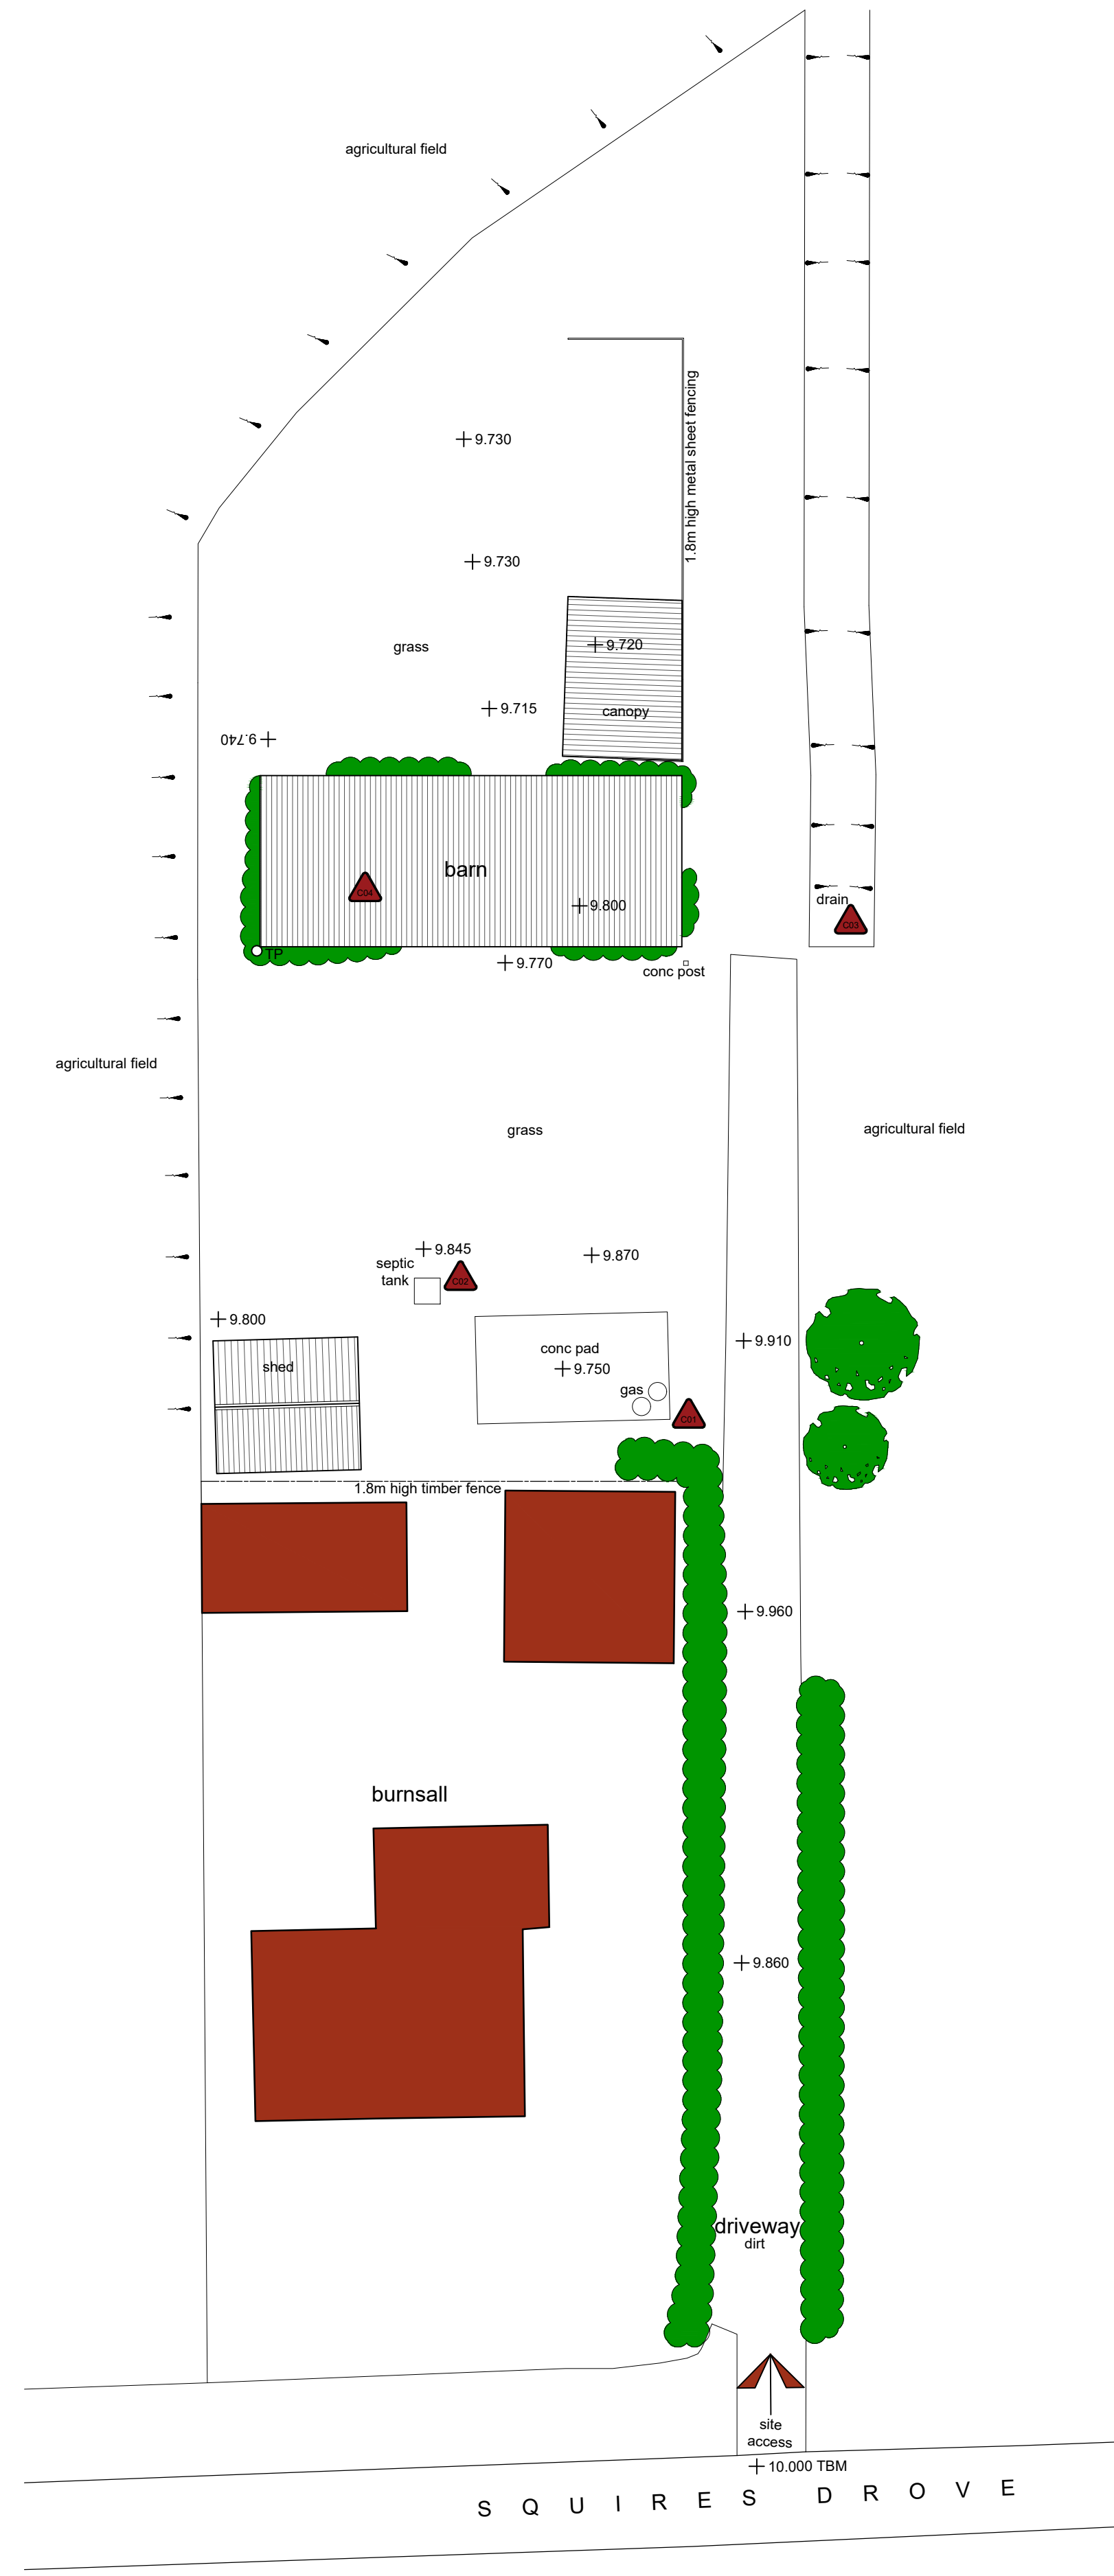 agricultural field
1.8m high metal sheet fencing
9.730
9.730
9.720
grass
9.715
canopy
9.740
barn
C04
9.800
drain
C03
TP
9.770
conc post
agricultural field
grass
agricultural field
9.845
9.870
septic
tank
C02
9.800
9.910
conc pad
shed
9.750
gas
C01
1.8m high timber fence
9.960
burnsall
9.860
driveway
dirt
site
access
10.000 TBM
SQUIRES DROVE